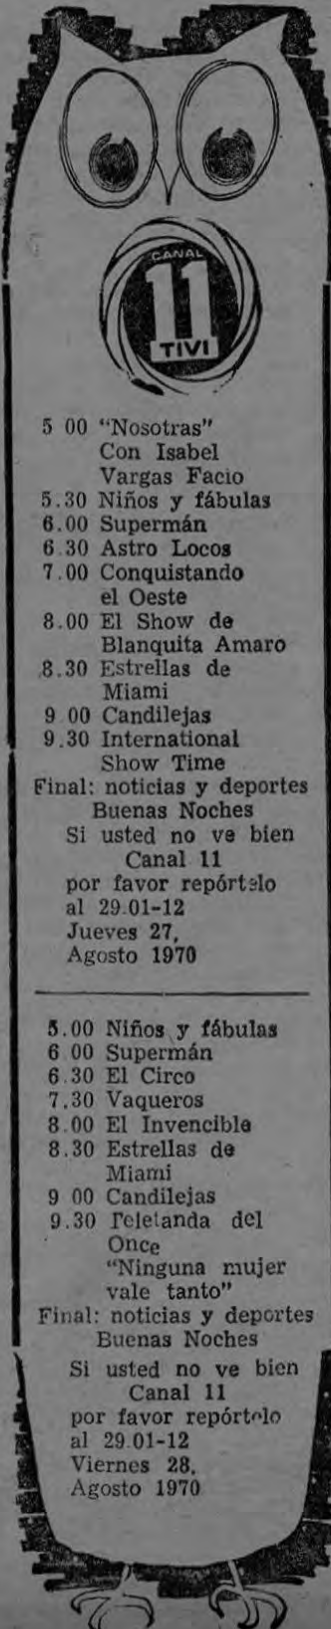 CANAL
11
TIVI
5 00 "Nosotras"
Con Isabel
Vargas Facio
5.30 Niños y fábulas
6.00 Supermán
6.30 Astro Locos
7.00 Conquistando
el Oeste
8.00 El Show de
Blanquita Amaro
8.30 Estrellas de
Miami
9 00 Candilejas
9.30 International
Show Time
Final: noticias y deportes
Buenas Noches
Si usted no ve bien
Canal 11
por favor repórtelo
al 29.01-12
Jueves 27,
Agosto 1970
5.00 Niños y fábulas
6 00 Supermán
6.30 El Circo
7.30 Vaqueros
8.00 El Invencible
8.30 Estrellas de
Miami
9 00 Candilejas
9.30 del
Once
"Ninguna mujer
vale tanto"
Final: noticias y deportes
Buenas Noches
Si usted no ve bien
Canal 11
por favor repórtelo
al 29.01-12
Viernes 28,
Agosto 1970